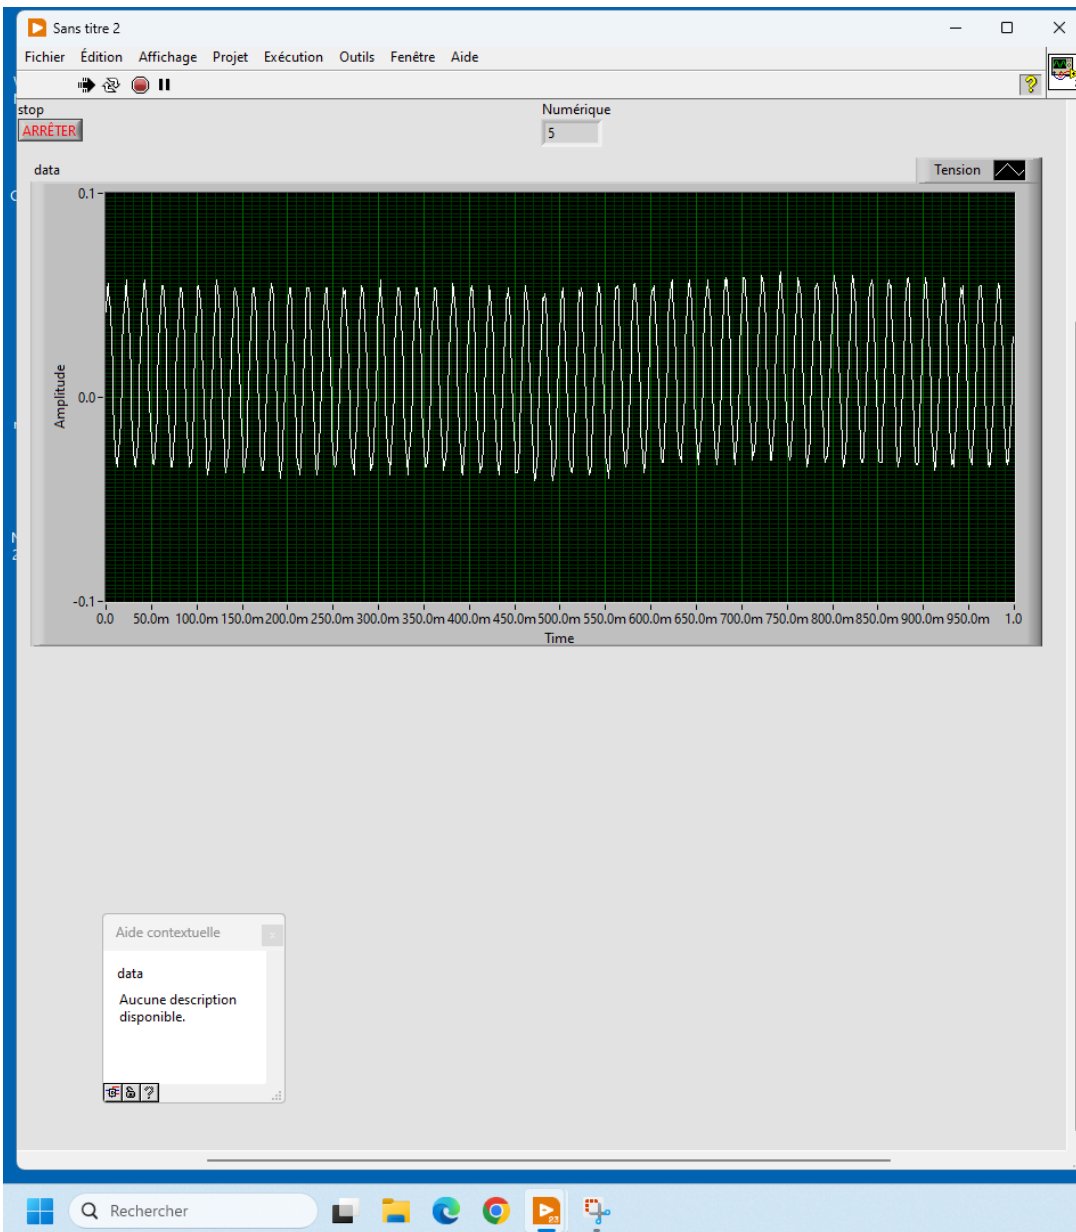 Sans titre 2
Fichier Édition Affichage Projet Exécution Outils Fenêtre Aide
stop
Numérique
ARRÊTER
5
data
Tension
0.1
Amplitude
0.0
-0.1
0.0 50.0m 100.0m 150.0m 200.0m 250.0m 300.0m 350.0m 400.0m 450.0m 500.0m 550.0m 600.0m 650.0m 700.0m 750.0m 800.0m 850.0m 900.0m 950.0m 1.0
Time
Aide contextuelle
data
Aucune description
disponible.
Rechercher